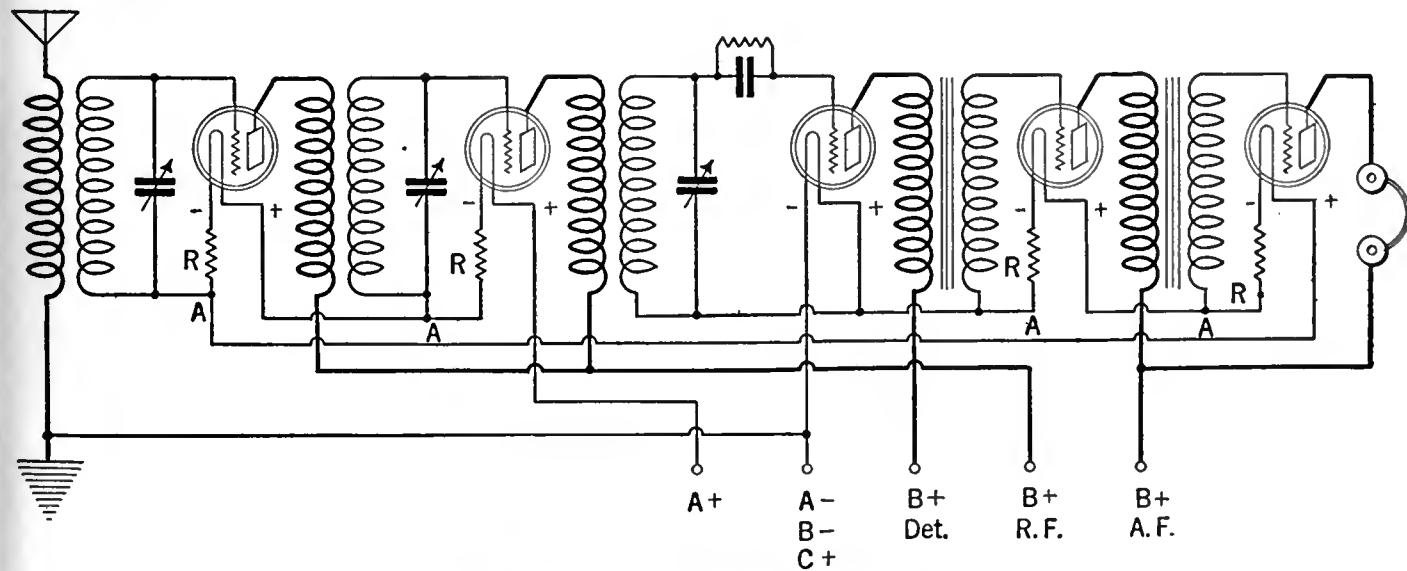 - +
- +
- +
- +
- +
R
R
R
R
A
A
A
A
A+
A-
B-
C+
B+
Det.
B+
R.F.
B+
A.F.